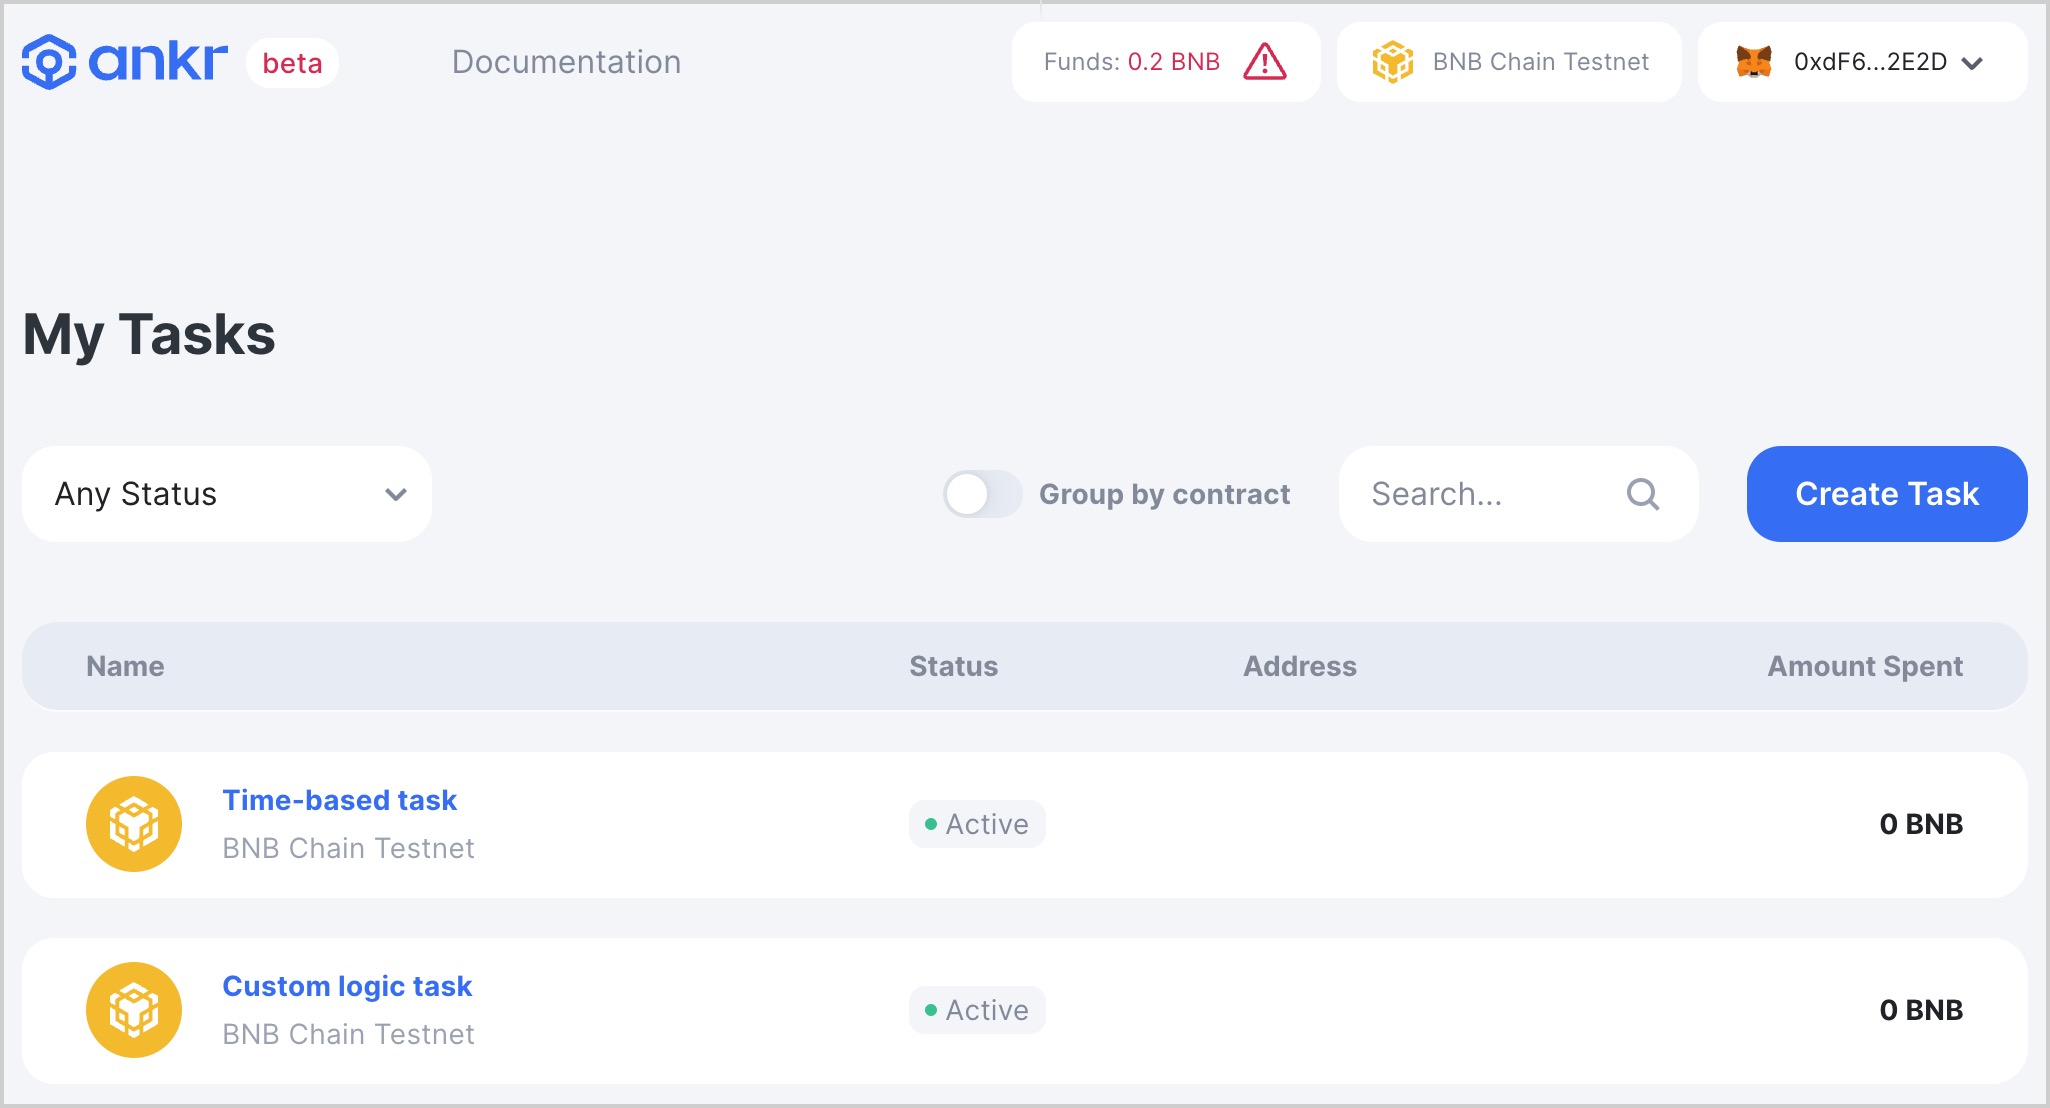 ankr beta Documentation Funds: 0.2 BNB BNB Chain Testnet 0xdF6...2E2D
My Tasks
Any Status Group by contract Search... Create Task
Name Status Address Amount Spent
Time-based task
BNB Chain Testnet
Active 0 BNB
Custom logic task
BNB Chain Testnet
Active 0 BNB